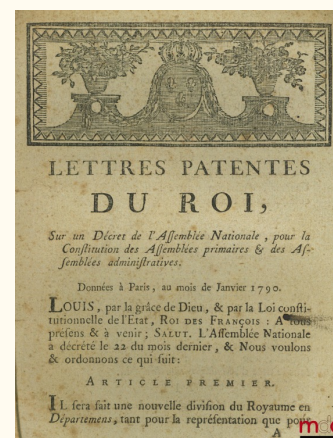 LETTRES PATENTES
DU ROI,
Sur un Décret de l'Assemblée Nationale, pour la
Constitution des Assemblées primaires & des As-
semblées administratives.
Données à Paris, au mois de Janvier 1790.
LOUIS, par la grâce de Dieu, & par la Loi consti-
tutionnelle de l'Etat, ROI DES FRANÇOIS: A tous
présens & à venir; SALUT. L'Assemblée Nationale
a décrété le 22 du mois dernier, & Nous voulons
& ordonnons ce qui suit:
ARTICLE PREMIER.
IL sera fait une nouvelle division du Royaume en
Départemens, tant pour la représentation que pour
A